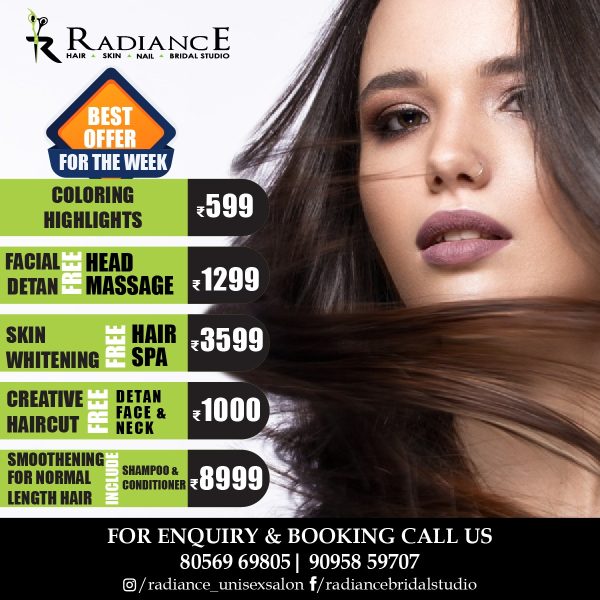 RADIANCE
HAIR SKIN NAIL BRIDAL STUDIO
BEST
OFFER
FOR THE WEEK
COLORING
HIGHLIGHTS
₹599
FACIAL
DETAN
FREE
HEAD
MASSAGE
₹1299
SKIN
WHITENING
FREE
HAIR
SPA
₹3599
CREATIVE
HAIRCUT
FREE
DETAN
FACE &
NECK
₹1000
SMOOTHENING
FOR NORMAL
LENGTH HAIR
INCLUDE
SHAMPOO &
CONDITIONER
₹8999
FOR ENQUIRY & BOOKING CALL US
80569 69805 | 90958 59707
/radiance_unisexsalon f/radiancebridalstudio